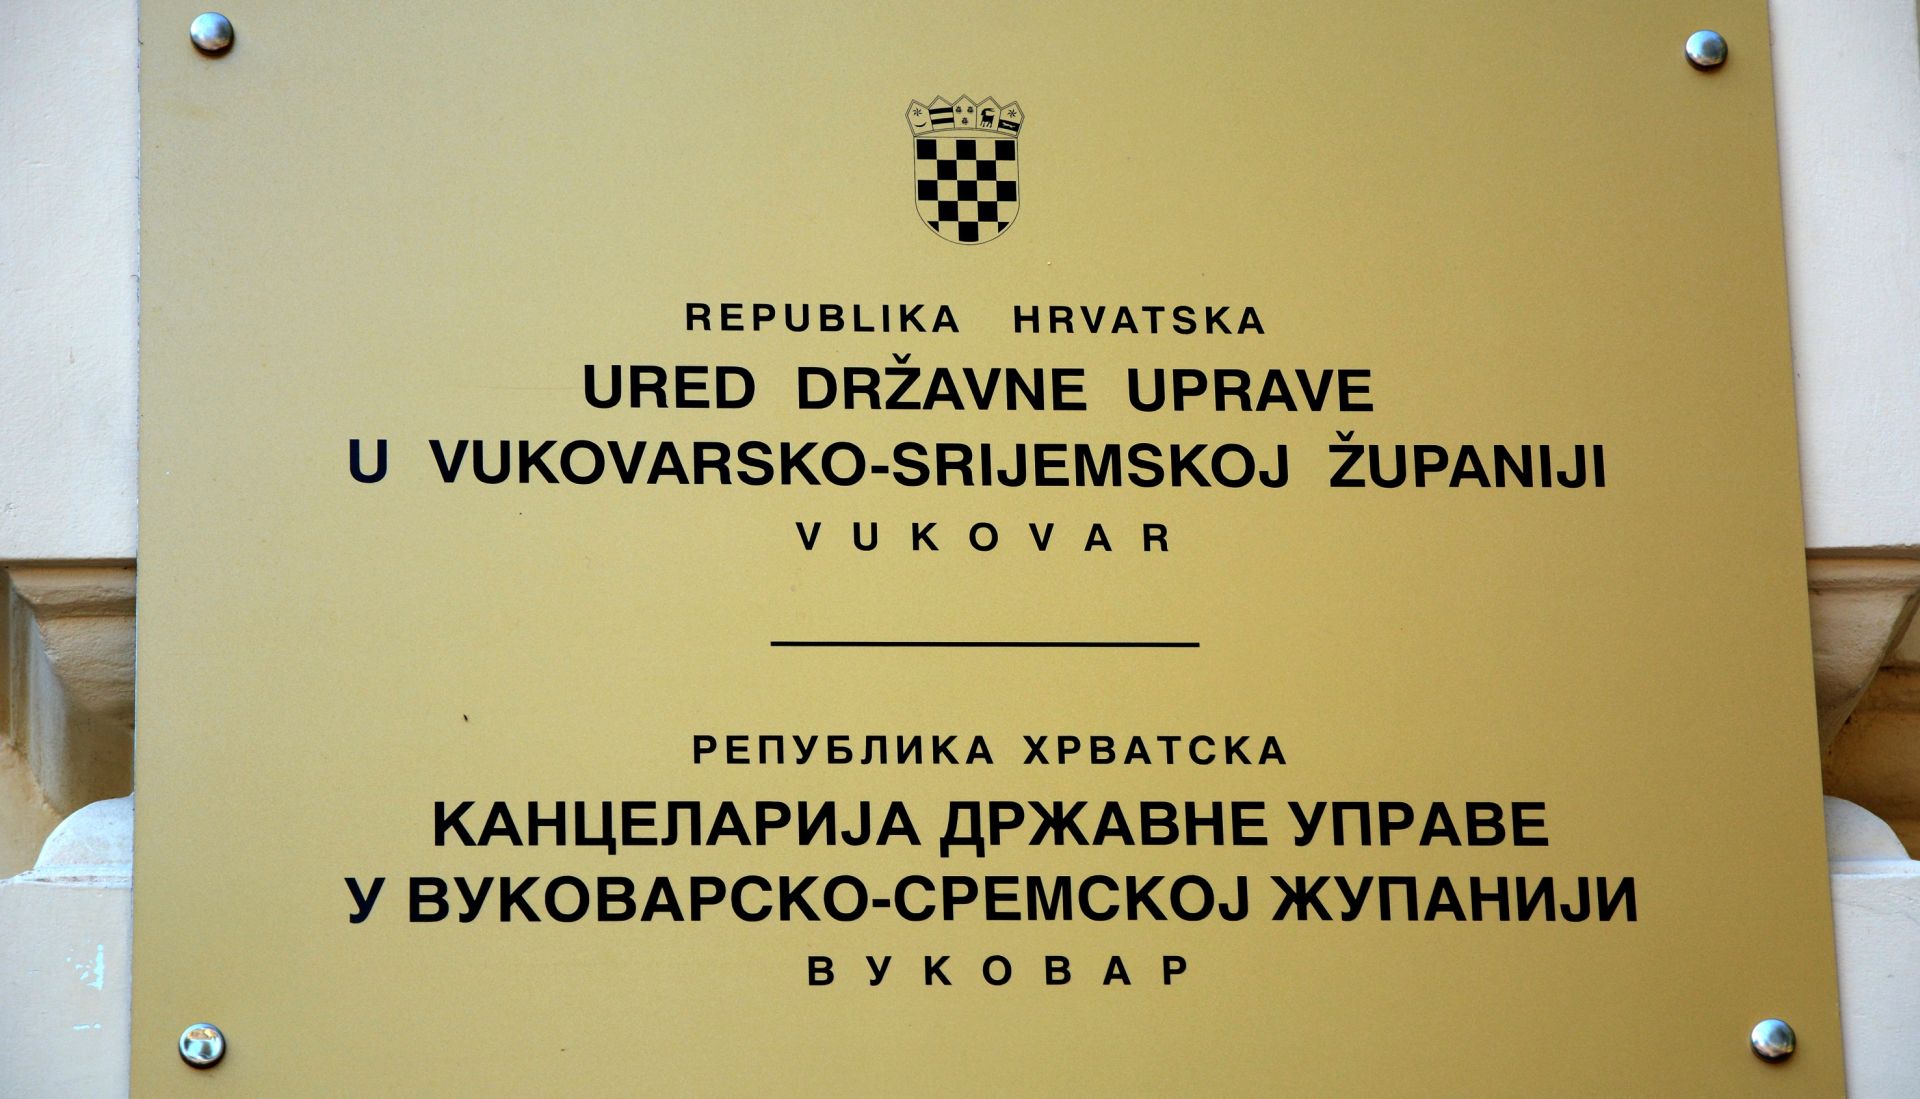 REPUBLIKA HRVATSKA
URED DRŽAVNE UPRAVE
U VUKOVARSKO-SRIJEMSKOJ ŽUPANIJI
VUKOVAR
РЕПУБЛИКА ХРВАТСКА
КАНЦЕЛАРИЈА ДРЖАВНЕ УПРАВЕ
У ВУКОВАРСКО-СРЕМСКОЈ ЖУПАНИЈИ
ВУКОВАР